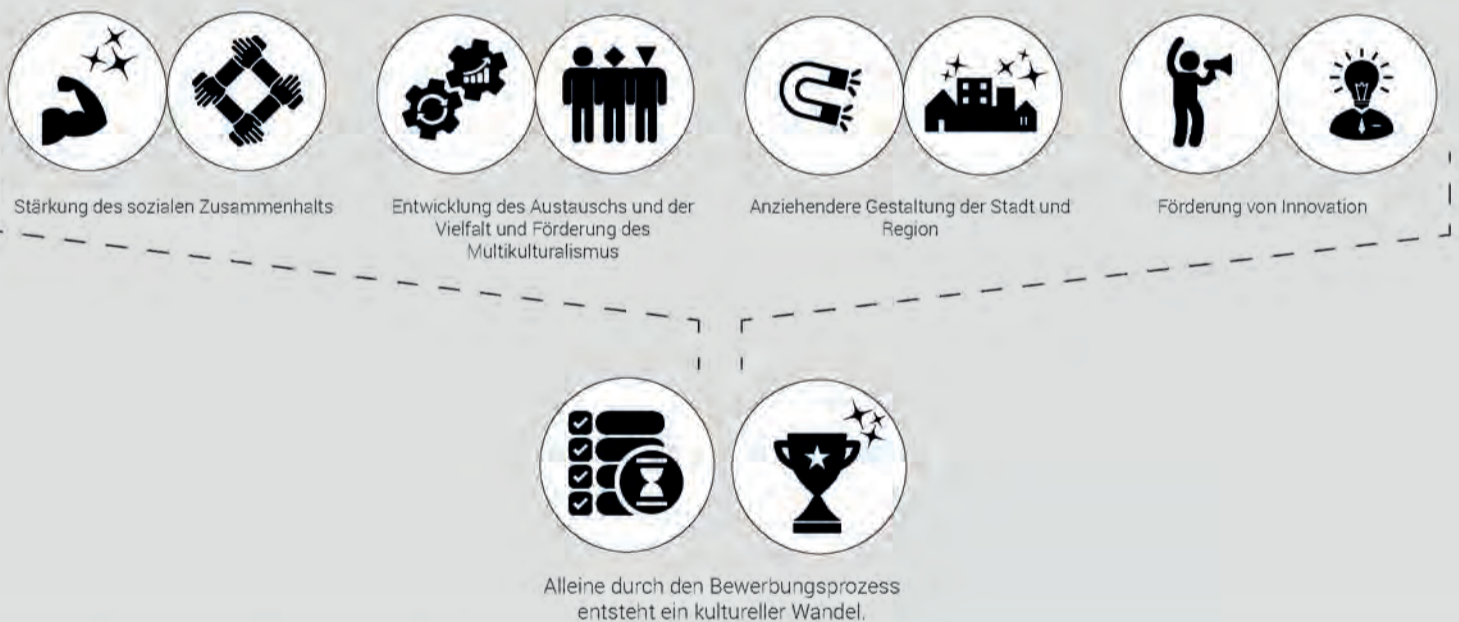 Stärkung des sozialen Zusammenhalts
Entwicklung des Austauschs und der
Vielfalt und Förderung des
Multikulturalismus
Anziehendere Gestaltung der Stadt und
Region
Förderung von Innovation
Alleine durch den Bewerbungsprozess
entsteht ein kultureller Wandel.